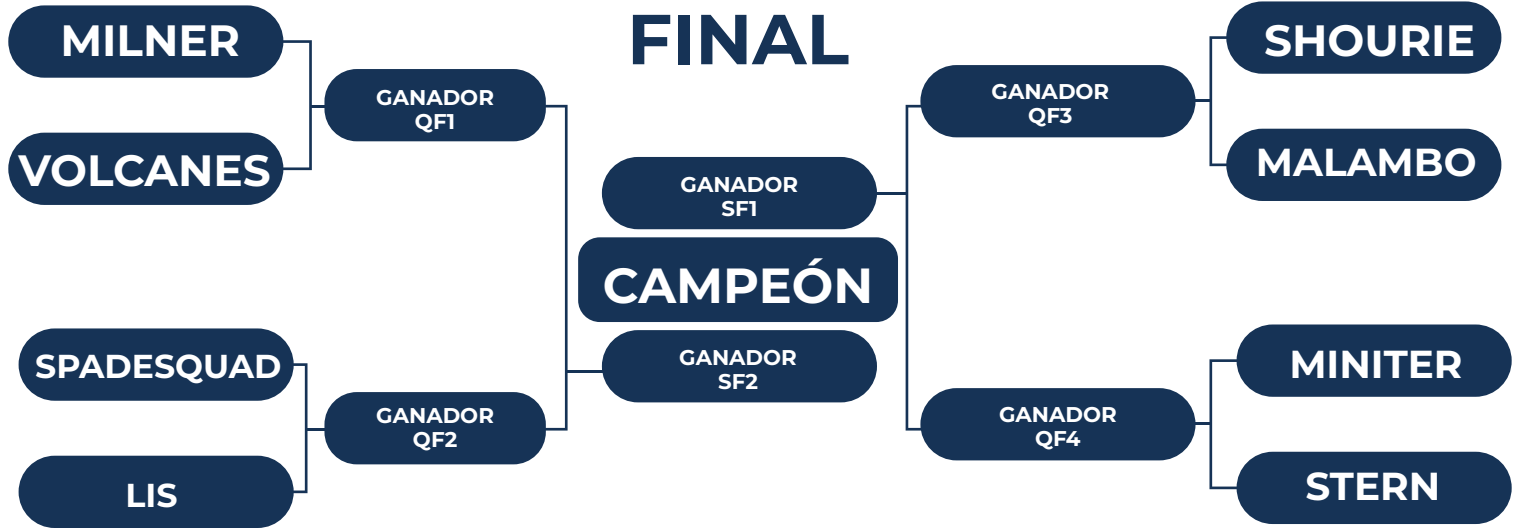 FINAL
MILNER
VOLCANES
GANADOR
QF1
SPADESQUAD
LIS
GANADOR
QF2
GANADOR
SF1
CAMPEÓN
GANADOR
SF2
GANADOR
QF3
SHOURIE
MALAMBO
GANADOR
QF4
MINITER
STERN